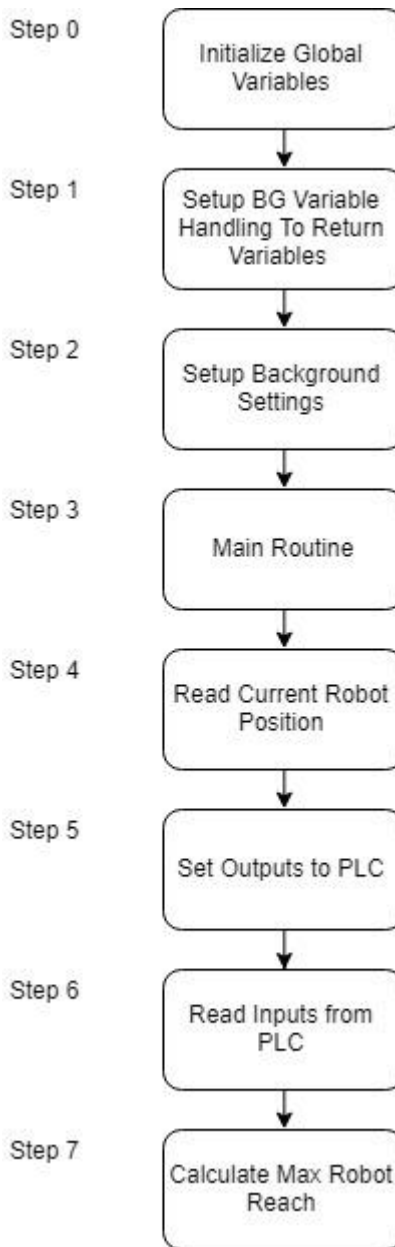 Step 0
Initialize Global
Variables
Step 1
Setup BG Variable
Handling To Return
Variables
Step 2
Setup Background
Settings
Step 3
Main Routine
Step 4
Read Current Robot
Position
Step 5
Set Outputs to PLC
Step 6
Read Inputs from
PLC
Step 7
Calculate Max Robot
Reach